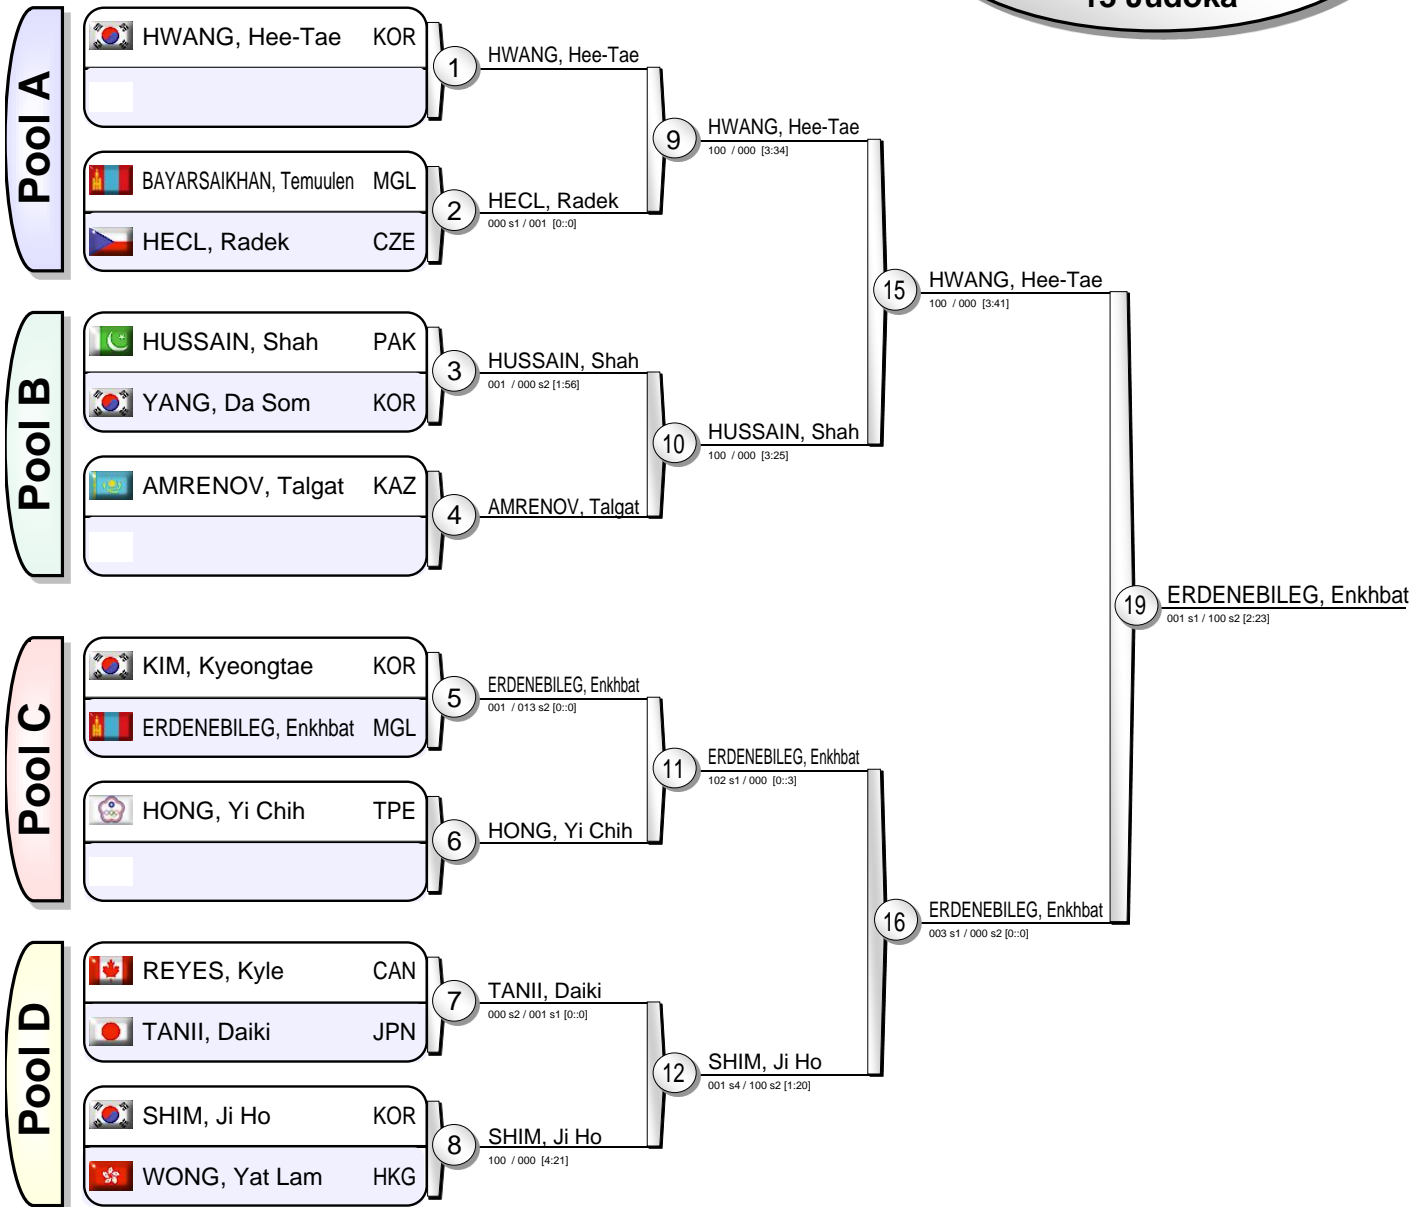 13 Judoka
Pool A
HWANG, Hee-Tae KOR
BAYARSAIKHAN, Temuulen MGL
HECL, Radek CZE
1
HWANG, Hee-Tae
2
HECL, Radek
000 s1 / 001 [0::0]
9
HWANG, Hee-Tae
100 / 000 [3:34]
Pool B
HUSSAIN, Shah PAK
YANG, Da Som KOR
AMRENOV, Talgat KAZ
3
HUSSAIN, Shah
001 / 000 s2 [1:56]
4
AMRENOV, Talgat
10
HUSSAIN, Shah
100 / 000 [3:25]
15
HWANG, Hee-Tae
100 / 000 [3:41]
Pool C
KIM, Kyeongtae KOR
ERDENEBILEG, Enkhbat MGL
HONG, Yi Chih TPE
5
ERDENEBILEG, Enkhbat
001 / 013 s2 [0::0]
6
HONG, Yi Chih
11
ERDENEBILEG, Enkhbat
102 s1 / 000 [0::3]
Pool D
REYES, Kyle CAN
TANII, Daiki JPN
SHIM, Ji Ho KOR
WONG, Yat Lam HKG
7
TANII, Daiki
000 s2 / 001 s1 [0::0]
8
SHIM, Ji Ho
100 / 000 [4:21]
12
SHIM, Ji Ho
001 s4 / 100 s2 [1:20]
16
ERDENEBILEG, Enkhbat
003 s1 / 000 s2 [0::0]
19
ERDENEBILEG, Enkhbat
001 s1 / 100 s2 [2:23]